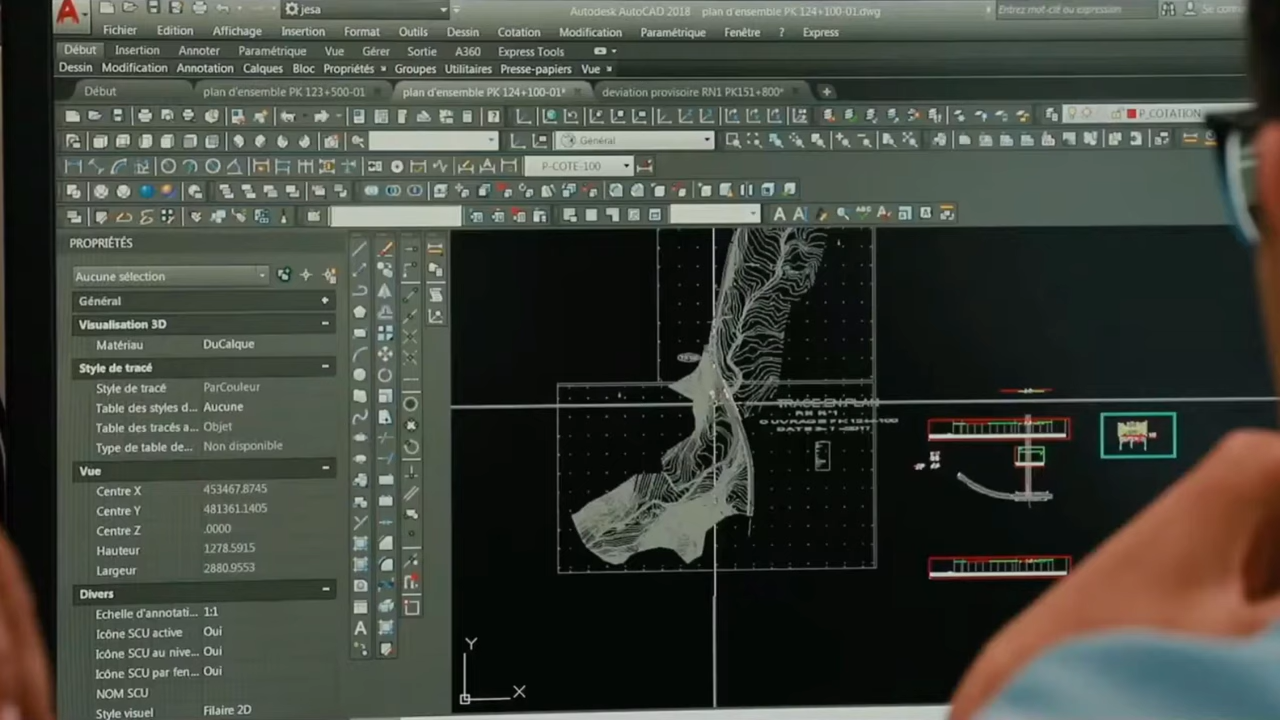 jesa
Autodesk AutoCAD 2018 plan d'ensemble PK 124+100-01.dwg
Entrez mot-clé ou expression
Fichier Edition Affichage Insertion Format Outils Dessin Cotation Modification Paramétrique Fenêtre ? Express
Début Insertion Annoter Paramétrique Vue Gérer Sortie A360 Express Tools
Dessin Modification Annotation Calques Bloc Propriétés Groupes Utilitaires Presse-papiers Vue
Début plan d'ensemble PK 123+500-01 plan d'ensemble PK 124+100-01* deviation provisoire RN1 PK151+800*
P_COTATION
Général
P-COTE-100
PROPRIÉTÉS
Aucune sélection
Général
Visualisation 3D
Matériau DuCalque
Style de tracé
Style de tracé ParCouleur
Table des styles d... Aucune
Table des tracés a... Objet
Type de table de... Non disponible
Vue
Centre X 453467.8745
Centre Y 481361.1405
Centre Z .0000
Hauteur 1278.5915
Largeur 2880.9553
Divers
Echelle d'annotati... 1:1
Icône SCU active Oui
Icône SCU au nive... Oui
Icône SCU par fen... Oui
NOM SCU
Style visuel Filaire 2D
TRACE EN PLAN
OUVRAGE PK 124+100
Y
X